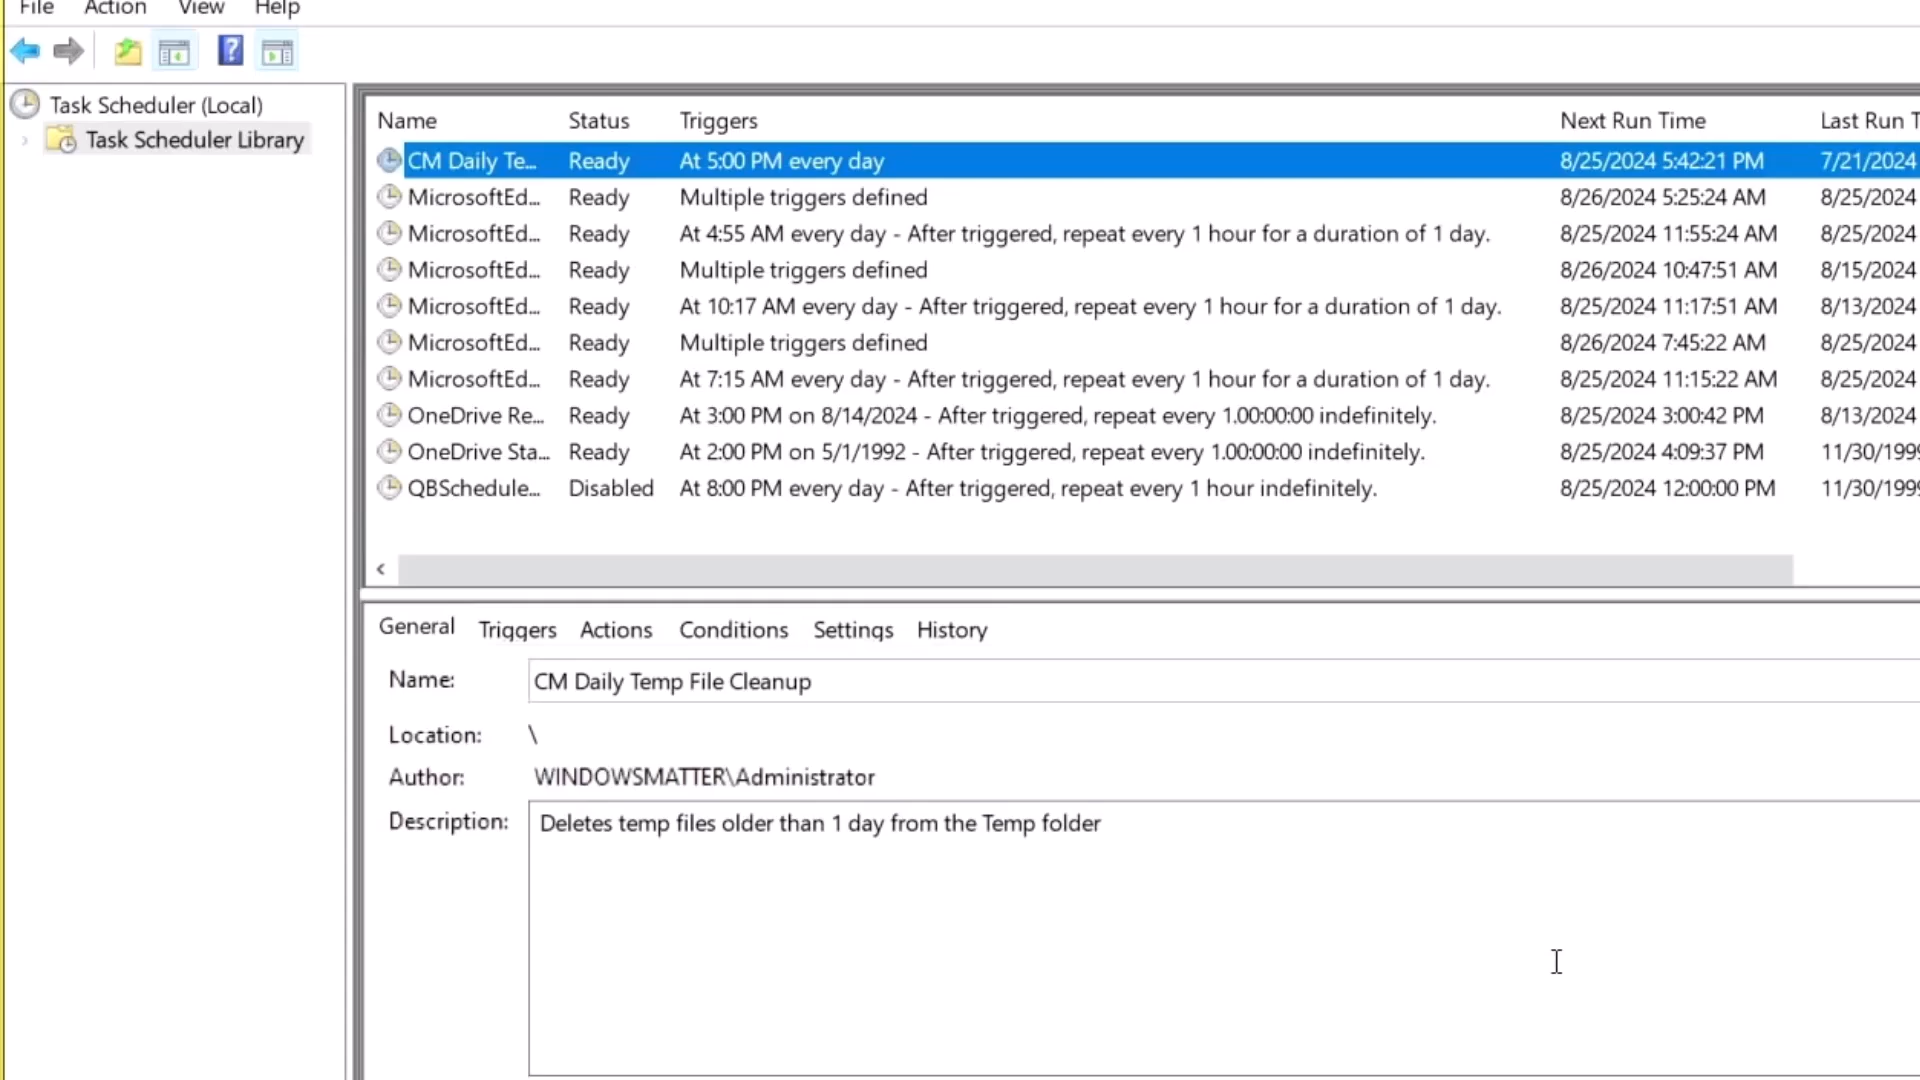 File Action View Help
Task Scheduler (Local)
Task Scheduler Library
Name Status Triggers Next Run Time Last Run T
CM Daily Te... Ready At 5:00 PM every day 8/25/2024 5:42:21 PM 7/21/2024
MicrosoftEd... Ready Multiple triggers defined 8/26/2024 5:25:24 AM 8/25/2024
MicrosoftEd... Ready At 4:55 AM every day - After triggered, repeat every 1 hour for a duration of 1 day. 8/25/2024 11:55:24 AM 8/25/2024
MicrosoftEd... Ready Multiple triggers defined 8/26/2024 10:47:51 AM 8/15/2024
MicrosoftEd... Ready At 10:17 AM every day - After triggered, repeat every 1 hour for a duration of 1 day. 8/25/2024 11:17:51 AM 8/13/2024
MicrosoftEd... Ready Multiple triggers defined 8/26/2024 7:45:22 AM 8/25/2024
MicrosoftEd... Ready At 7:15 AM every day - After triggered, repeat every 1 hour for a duration of 1 day. 8/25/2024 11:15:22 AM 8/25/2024
OneDrive Re... Ready At 3:00 PM on 8/14/2024 - After triggered, repeat every 1.00:00:00 indefinitely. 8/25/2024 3:00:42 PM 8/13/2024
OneDrive Sta... Ready At 2:00 PM on 5/1/1992 - After triggered, repeat every 1.00:00:00 indefinitely. 8/25/2024 4:09:37 PM 11/30/1999
QBSchedule... Disabled At 8:00 PM every day - After triggered, repeat every 1 hour indefinitely. 8/25/2024 12:00:00 PM 11/30/1999
General Triggers Actions Conditions Settings History
Name: CM Daily Temp File Cleanup
Location: \
Author: WINDOWSMATTER\Administrator
Description: Deletes temp files older than 1 day from the Temp folder